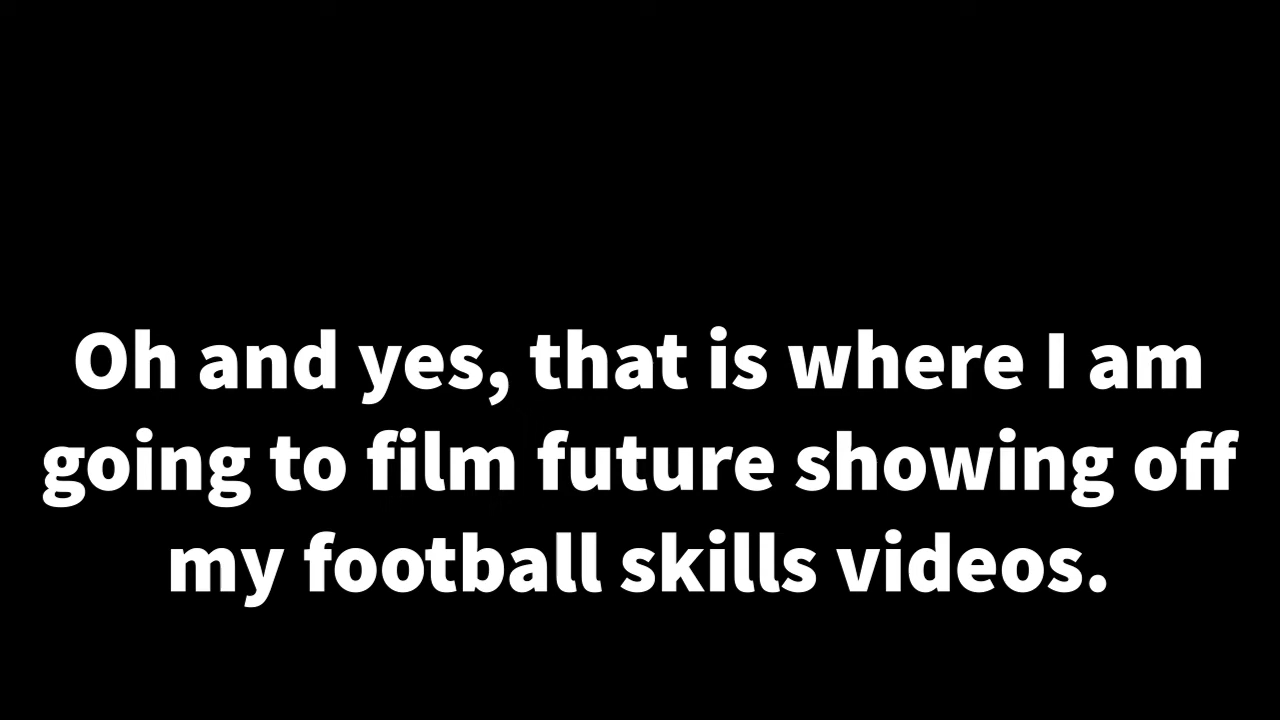 Oh and yes, that is where I am
going to film future showing off
my football skills videos.